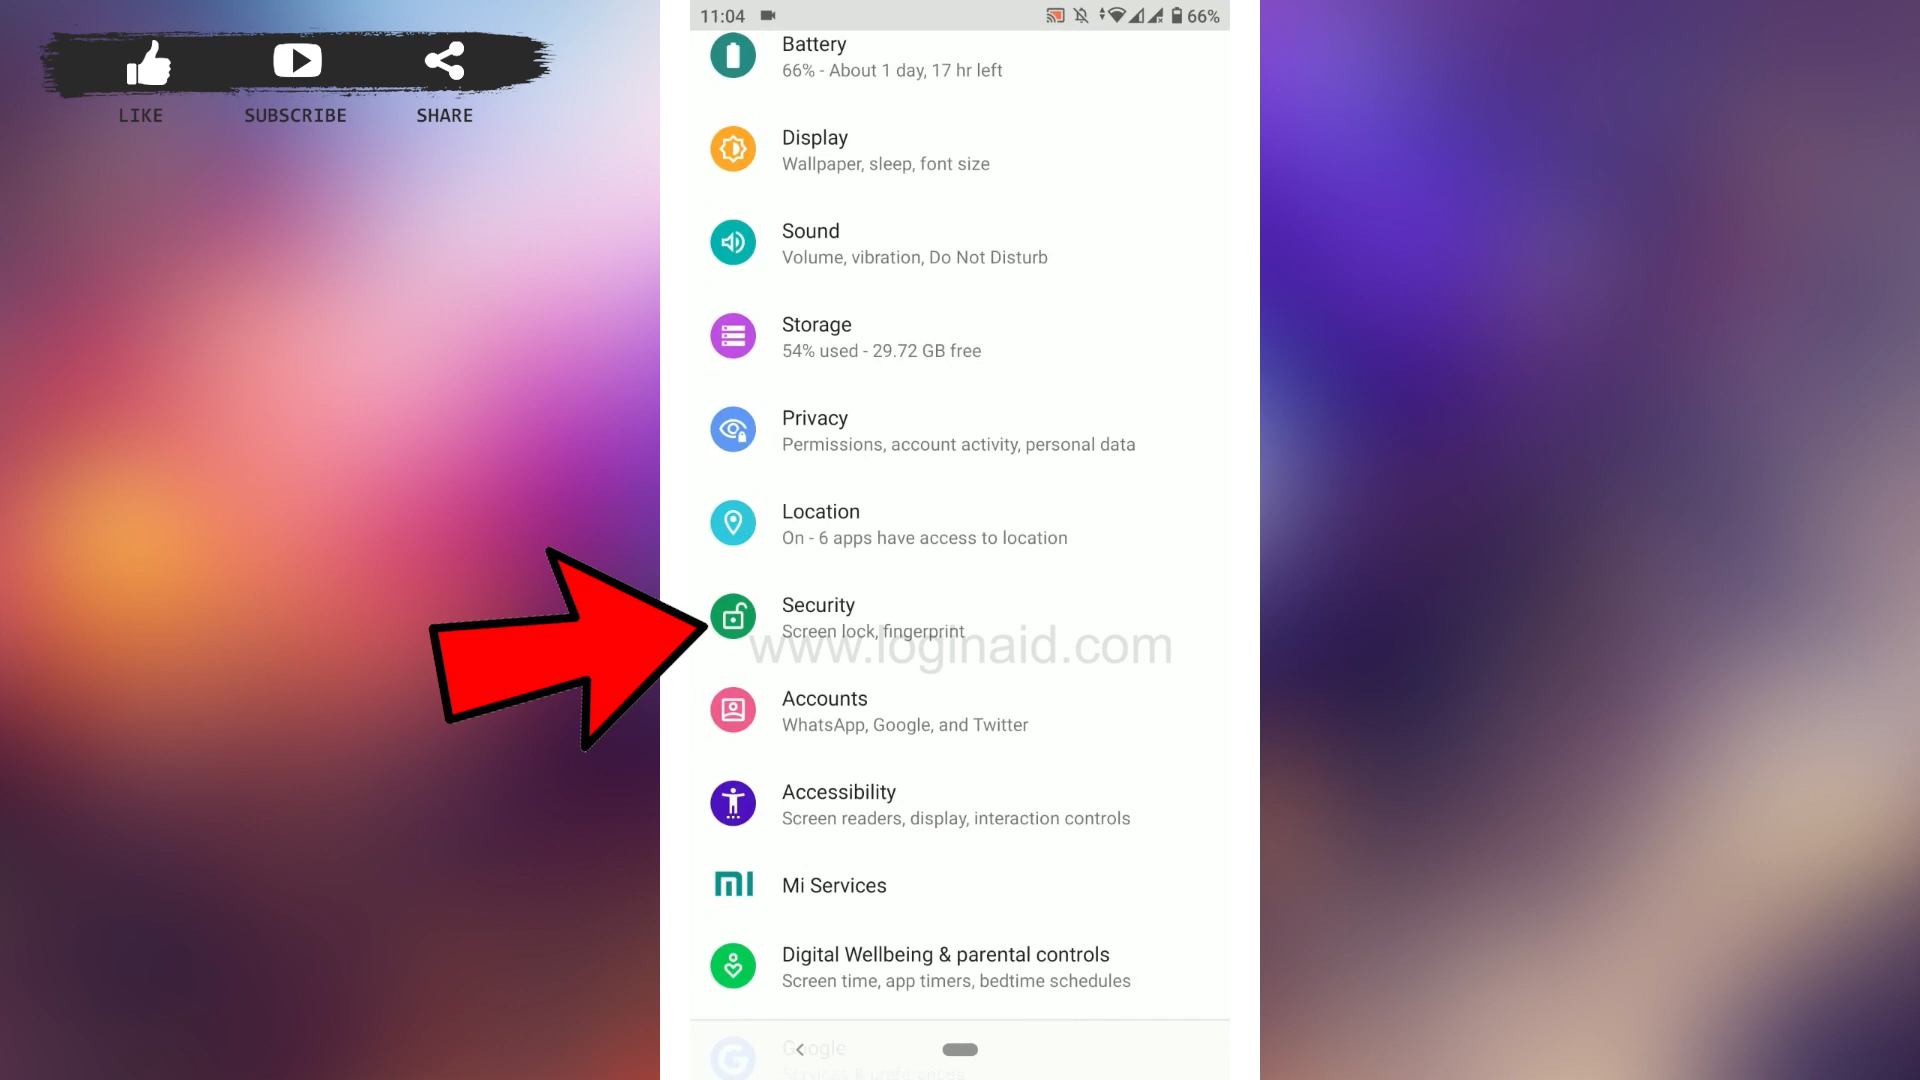 LIKE
SUBSCRIBE
SHARE
11:04
66%
Battery
66% - About 1 day, 17 hr left
Display
Wallpaper, sleep, font size
Sound
Volume, vibration, Do Not Disturb
Storage
54% used - 29.72 GB free
Privacy
Permissions, account activity, personal data
Location
On - 6 apps have access to location
Security
Screen lock, fingerprint
www.loginaid.com
Accounts
WhatsApp, Google, and Twitter
Accessibility
Screen readers, display, interaction controls
MI
Mi Services
Digital Wellbeing & parental controls
Screen time, app timers, bedtime schedules
Google
Services & preferences